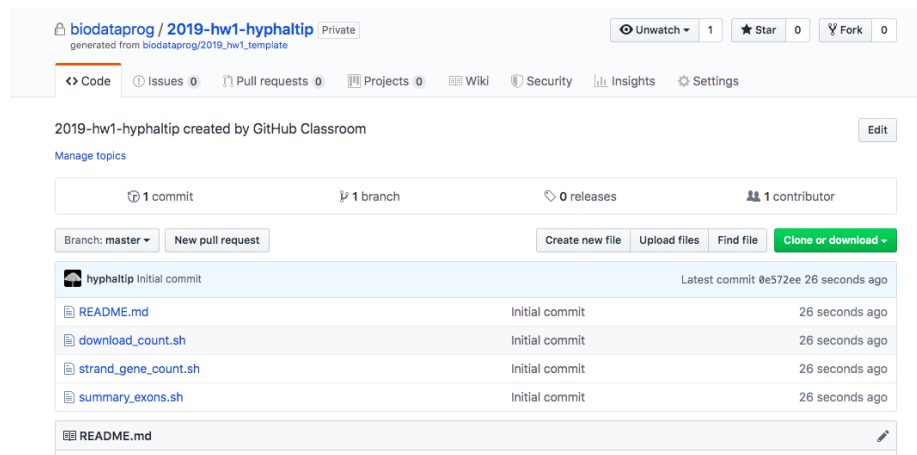 biodataprog / 2019-hw1-hyphaltip Private Unwatch 1 Star 0 Fork 0
generated from biodataprog/2019_hw1_template
Code Issues 0 Pull requests 0 Projects 0 Wiki Security Insights Settings
2019-hw1-hyphaltip created by GitHub Classroom Edit
Manage topics
1 commit 1 branch 0 releases 1 contributor
Branch: master New pull request Create new file Upload files Find file Clone or download
hyphaltip Initial commit Latest commit 0e572ee 26 seconds ago
README.md Initial commit 26 seconds ago
download_count.sh Initial commit 26 seconds ago
strand_gene_count.sh Initial commit 26 seconds ago
summary_exons.sh Initial commit 26 seconds ago
README.md